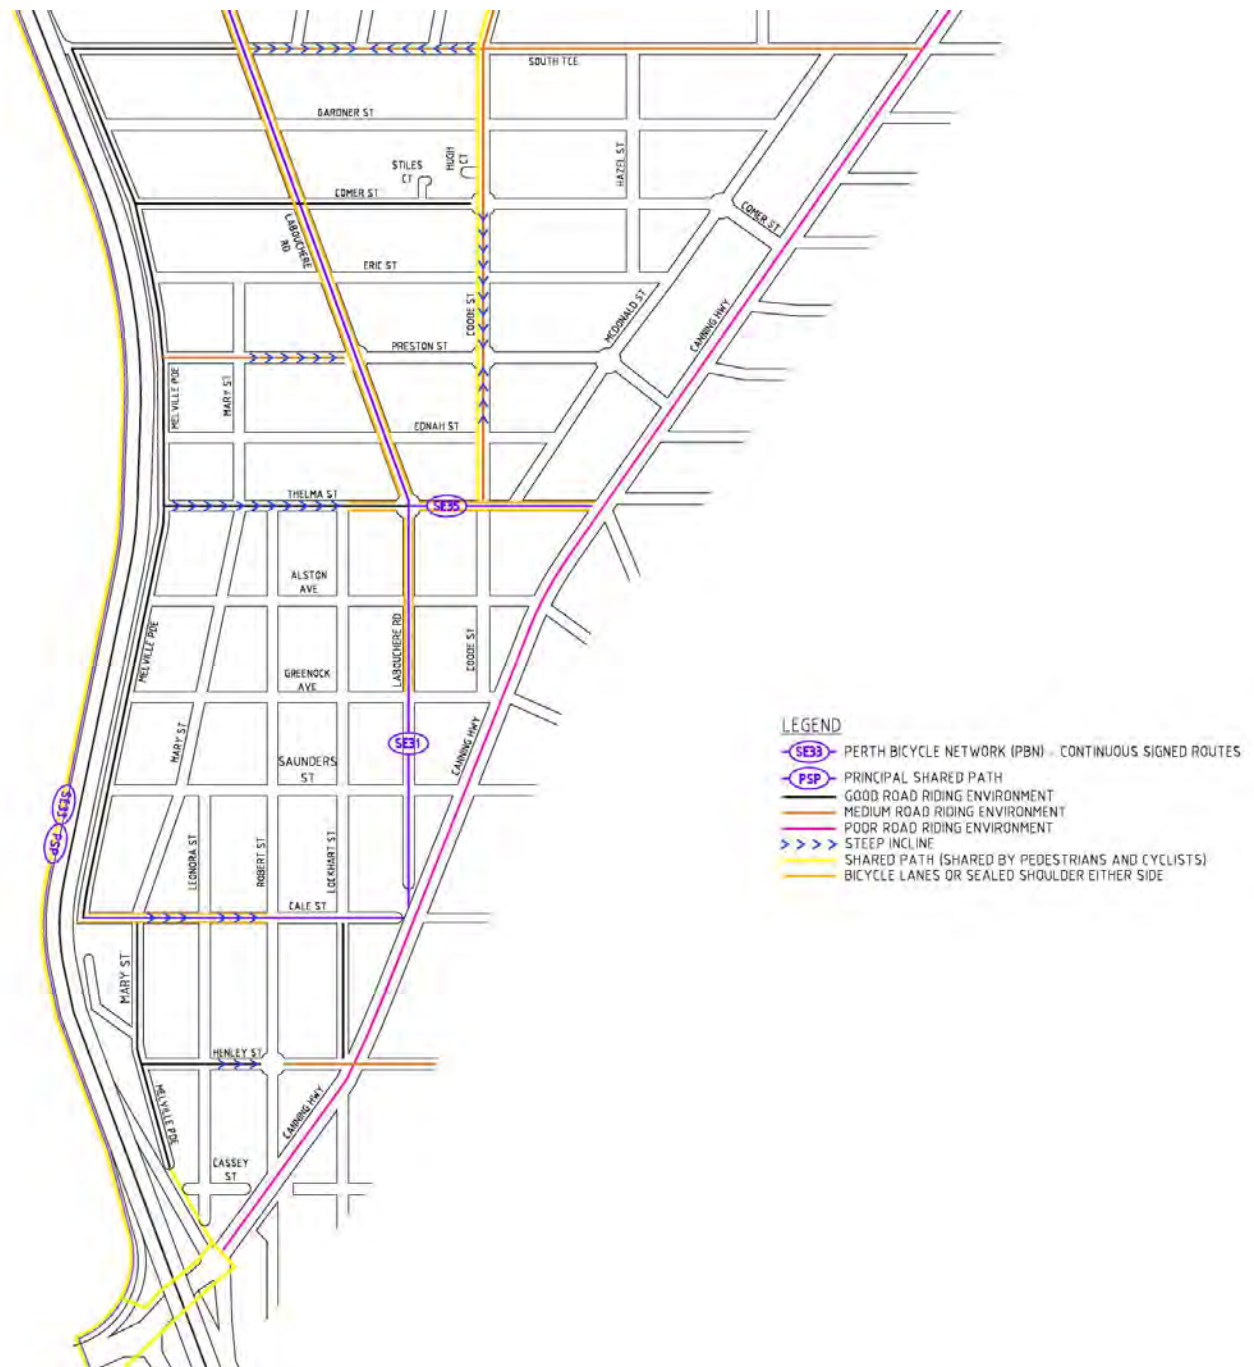 SOUTH TCE
GARDNER ST
STILES
CT
HUGH
CT
HAZEL ST
COMER ST
COMER ST
LABOUCHERE
RD
ERIC ST
COODE ST
MCDONALD ST
CANNING HWY
PRESTON ST
MELVILLE PDE
MARY ST
EDNAH ST
THELMA ST
SE35
ALSTON
AVE
MELVILLE PDE
LABOUCHERE RD
COODE ST
GREENOCK
AVE
MARY ST
SE31
CANNING HWY
SAUNDERS
ST
SE33
PSP
LEONORA ST
ROBERT ST
LOCKHART ST
CALE ST
MARY ST
HENLEY ST
MELVILLE PDE
CANNING HWY
CASSEY
ST
LEGEND
SE33 PERTH BICYCLE NETWORK (PBN) - CONTINUOUS SIGNED ROUTES
PSP PRINCIPAL SHARED PATH
GOOD ROAD RIDING ENVIRONMENT
MEDIUM ROAD RIDING ENVIRONMENT
POOR ROAD RIDING ENVIRONMENT
STEEP INCLINE
SHARED PATH (SHARED BY PEDESTRIANS AND CYCLISTS)
BICYCLE LANES OR SEALED SHOULDER EITHER SIDE